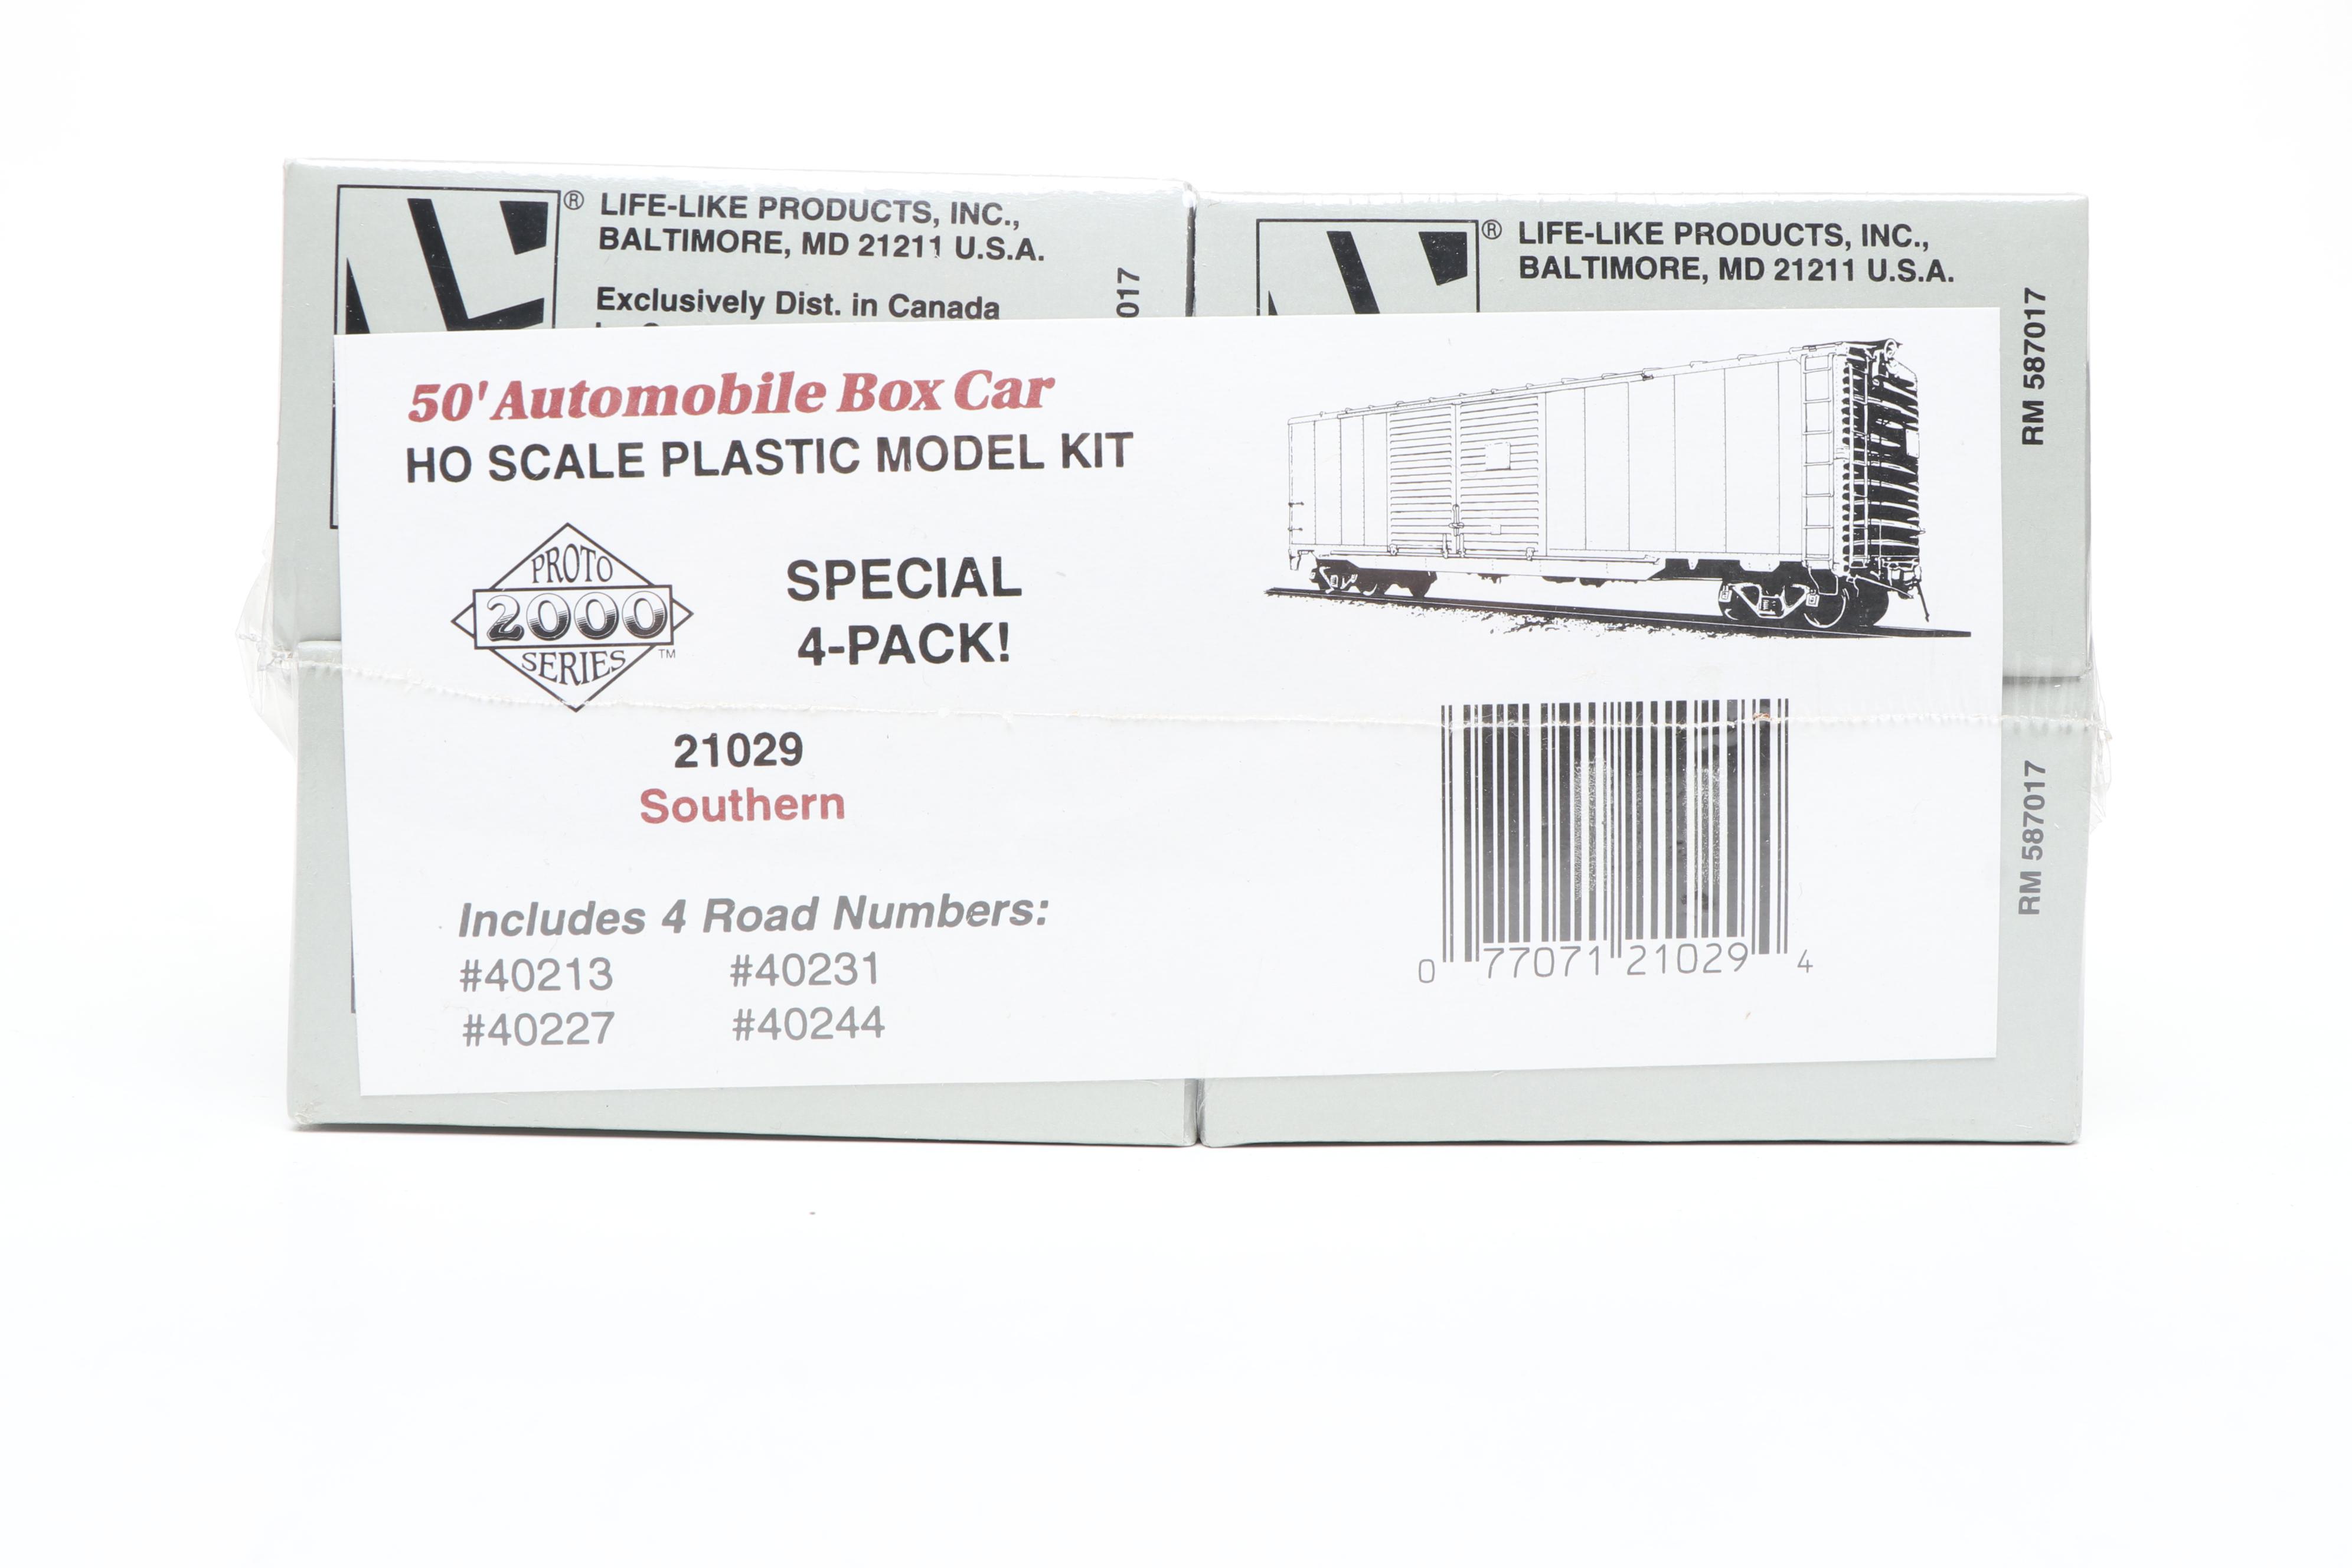 ®
LIFE-LIKE PRODUCTS, INC.,
BALTIMORE, MD 21211 U.S.A.
Exclusively Dist. in Canada
017
®
LIFE-LIKE PRODUCTS, INC.,
BALTIMORE, MD 21211 U.S.A.
RM 587017
50' Automobile Box Car
HO SCALE PLASTIC MODEL KIT
PROTO
2000
SERIES
TM
SPECIAL
4-PACK!
21029
Southern
Includes 4 Road Numbers:
#40213 #40231
#40227 #40244
0 77071 21029 4
RM 587017